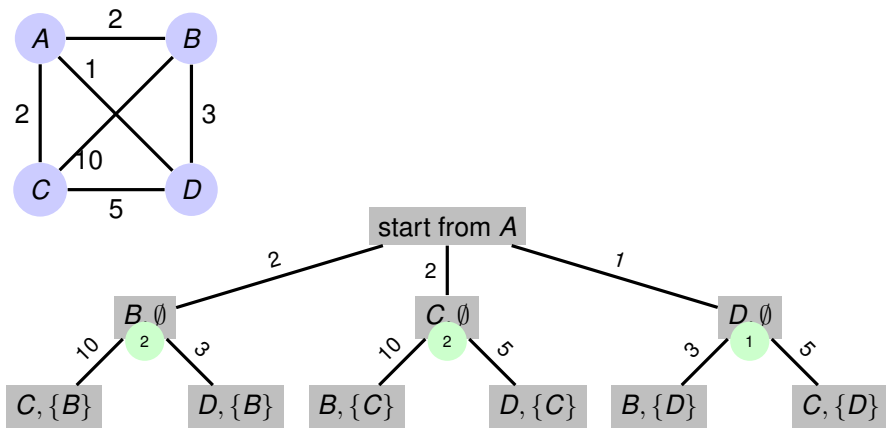 2
A B
1
2 3
10
C D
5
start from A
2 2 1
B, ∅ C, ∅ D, ∅
2 2 1
10 3 10 5 3 5
C, {B} D, {B} B, {C} D, {C} B, {D} C, {D}